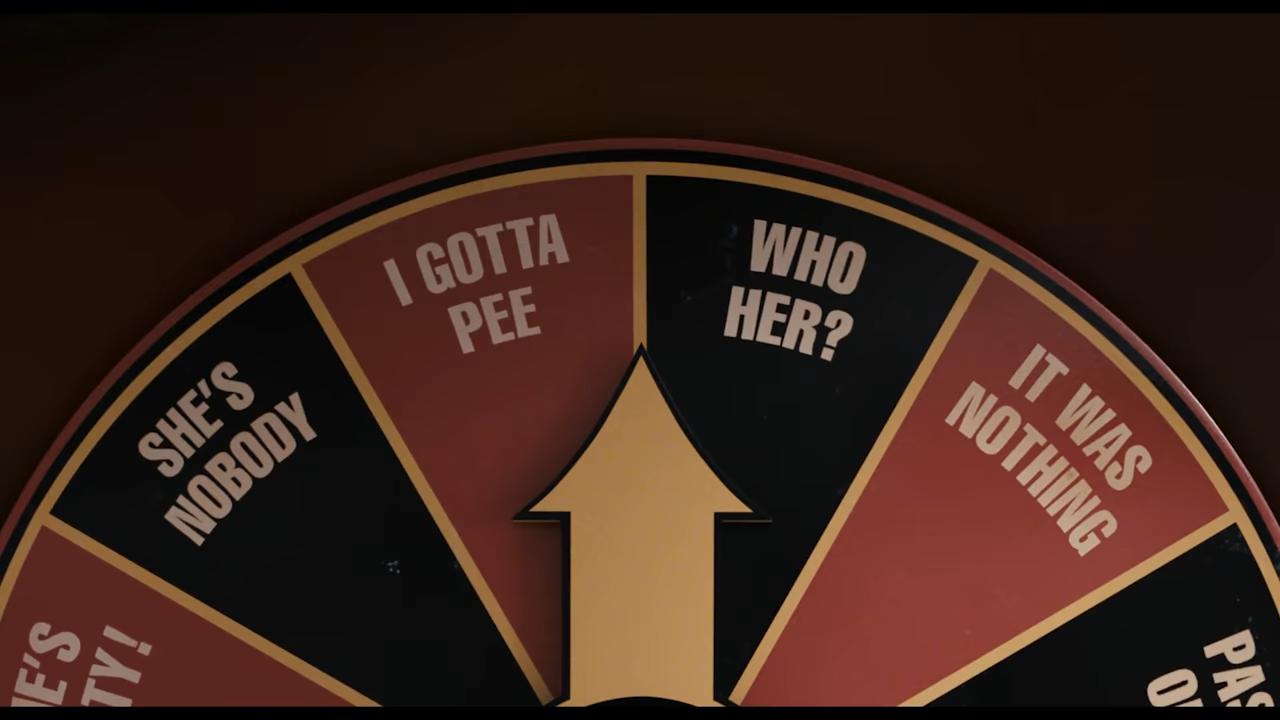 SHE'S
NOBODY
I GOTTA
PEE
WHO
HER?
IT WAS
NOTHING